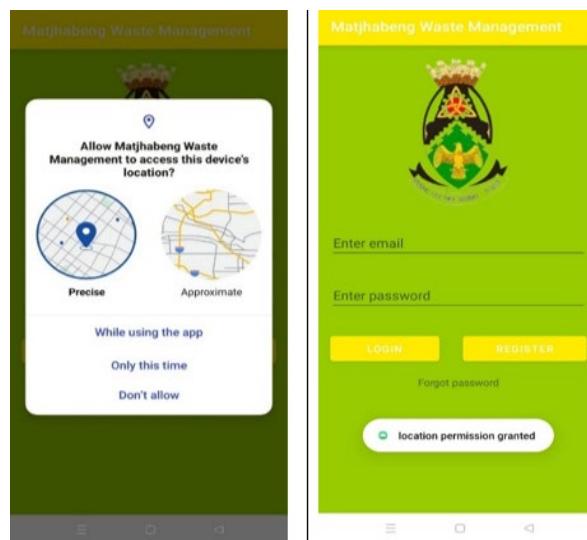 Matjhabeng Waste Management
Allow Matjhabeng Waste
Management to access this device's
location?
Precise
Approximate
While using the app
Only this time
Don't allow
Matjhabeng Waste Management
Enter email
Enter password
LOGIN
REGISTER
Forgot password
location permission granted